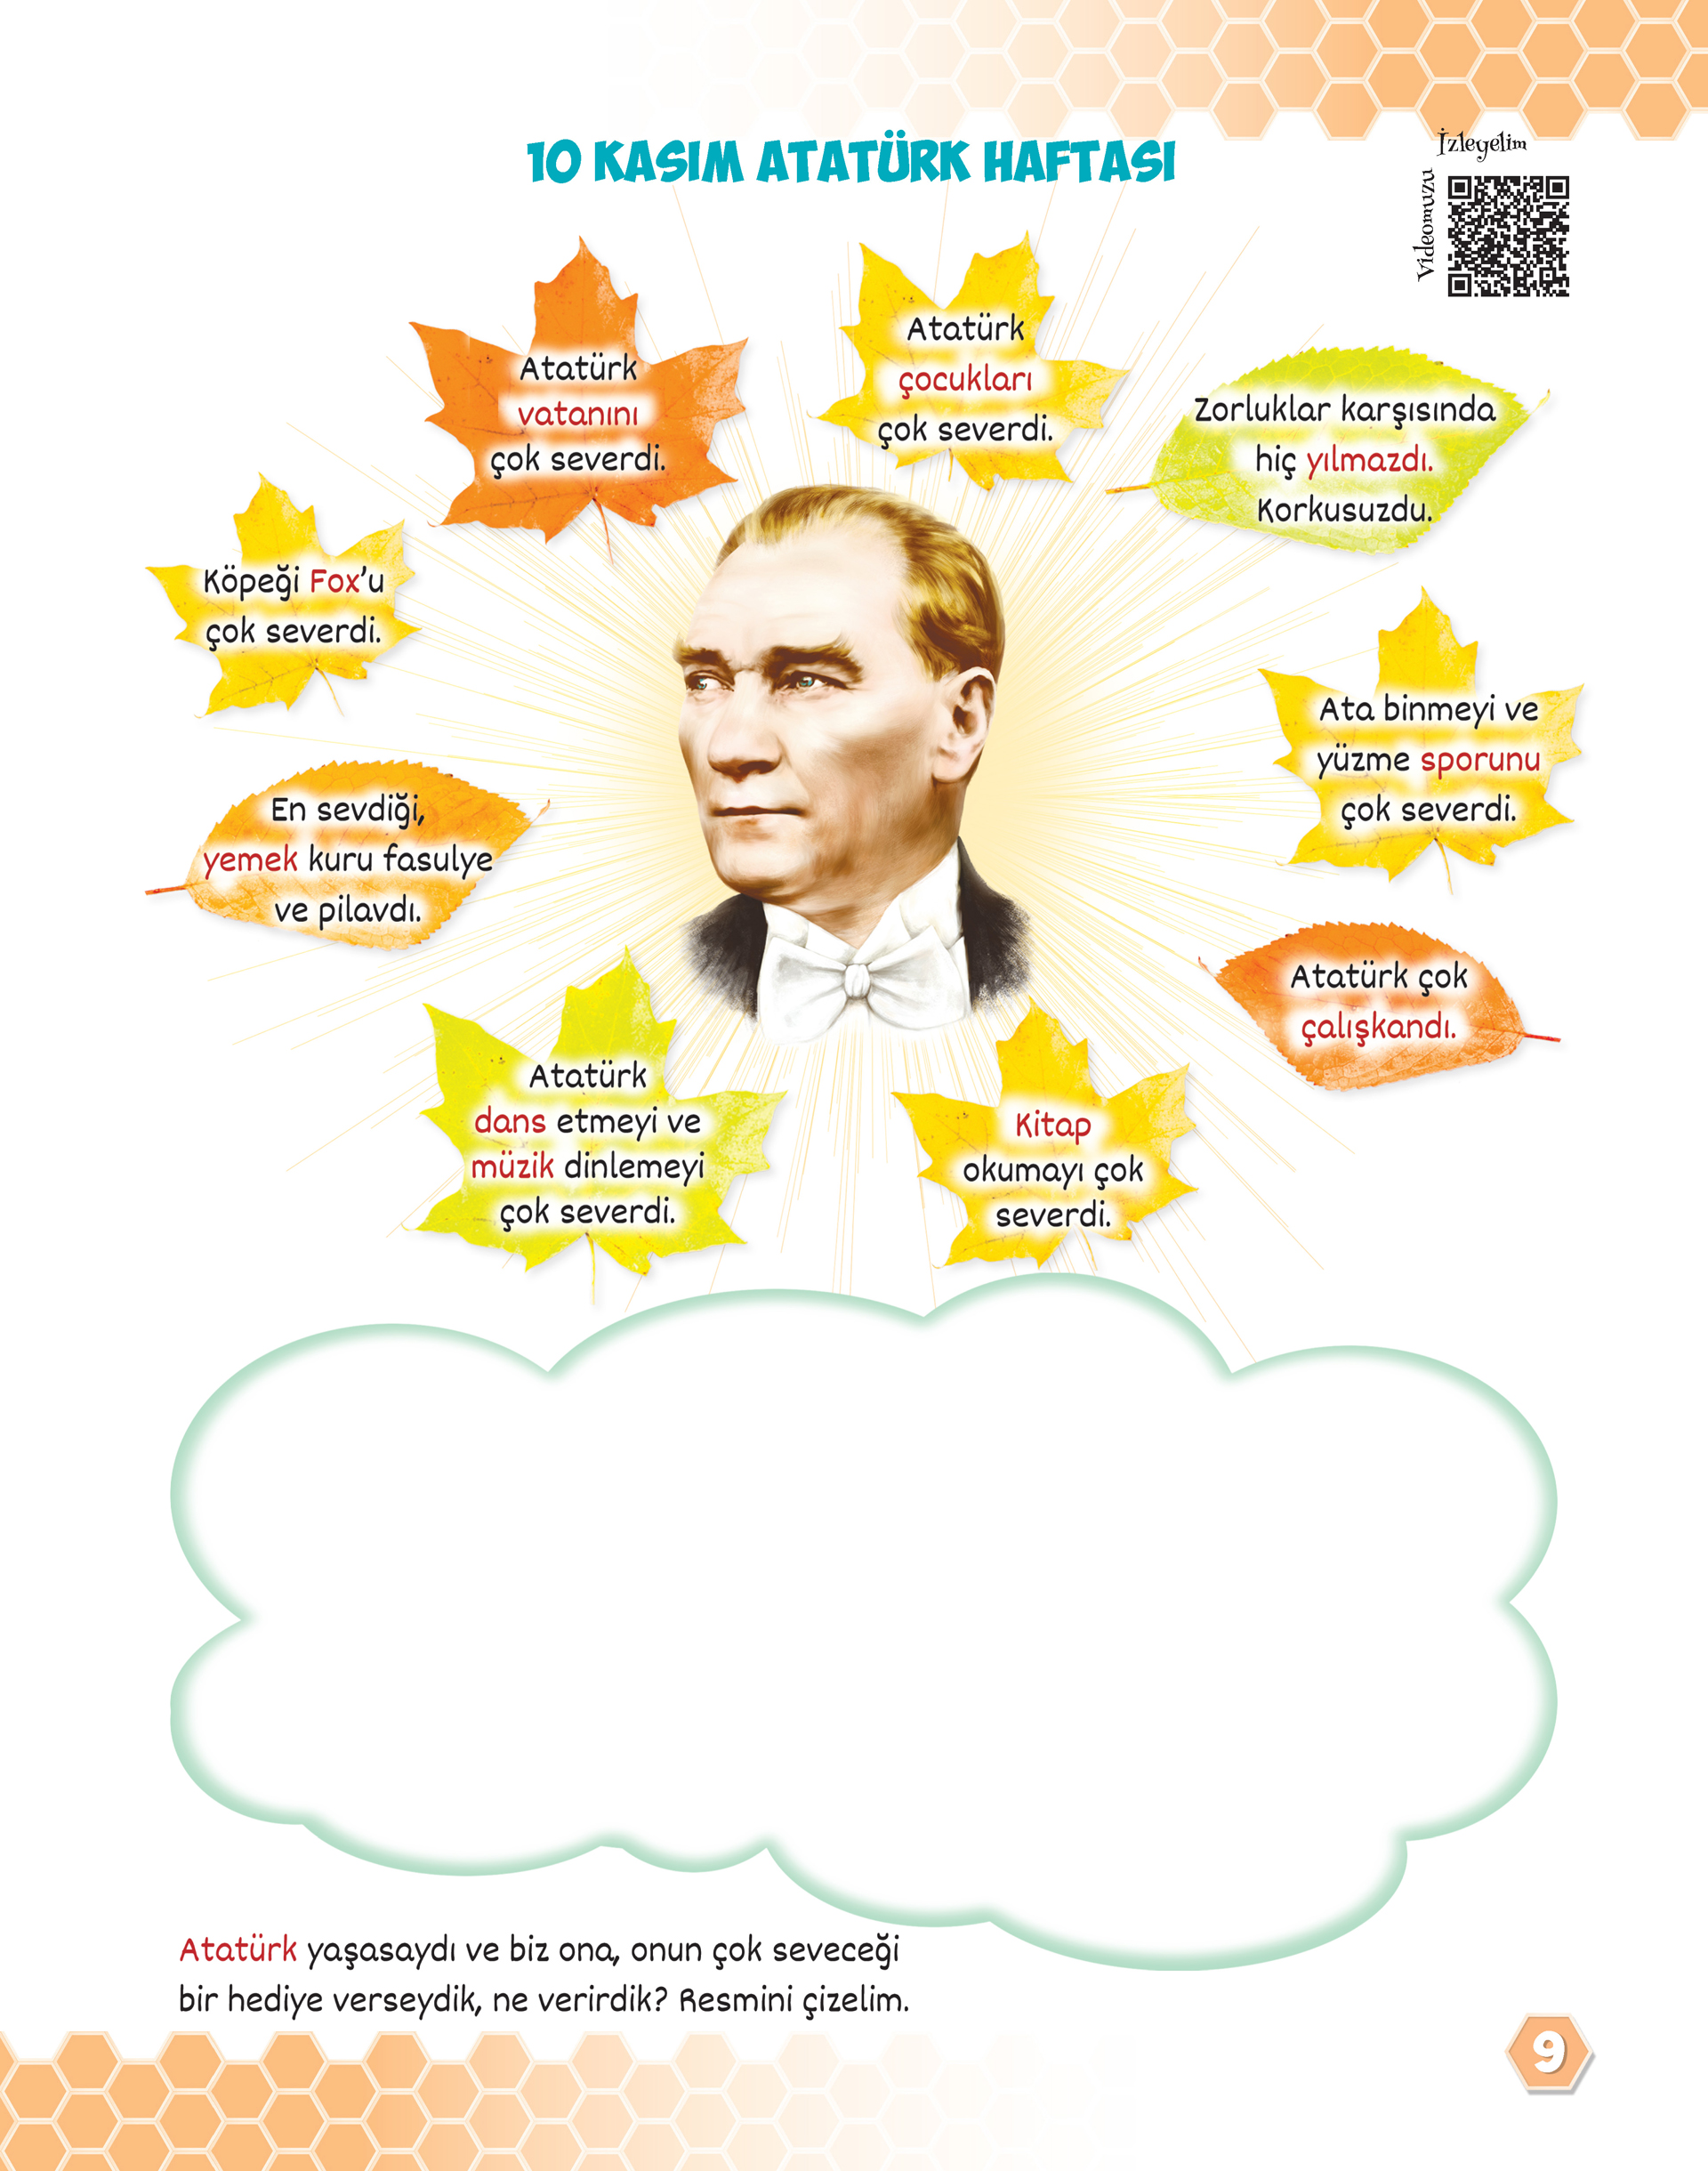 10 KASIM ATATÜRK HAFTASI
İzleyelim
Videomuzu
Atatürk
vatanını
çok severdi.
Atatürk
çocukları
çok severdi.
Zorluklar karşısında
hiç yılmazdı.
Korkusuzdu.
Köpeği Fox’u
çok severdi.
Ata binmeyi ve
yüzme sporunu
çok severdi.
En sevdiği,
yemek kuru fasulye
ve pilavdı.
Atatürk çok
çalışkandı.
Atatürk
dans etmeyi ve
müzik dinlemeyi
çok severdi.
Kitap
okumayı çok
severdi.
Atatürk yaşasaydı ve biz ona, onun çok seveceği
bir hediye verseydik, ne verirdik? Resmini çizelim.
9